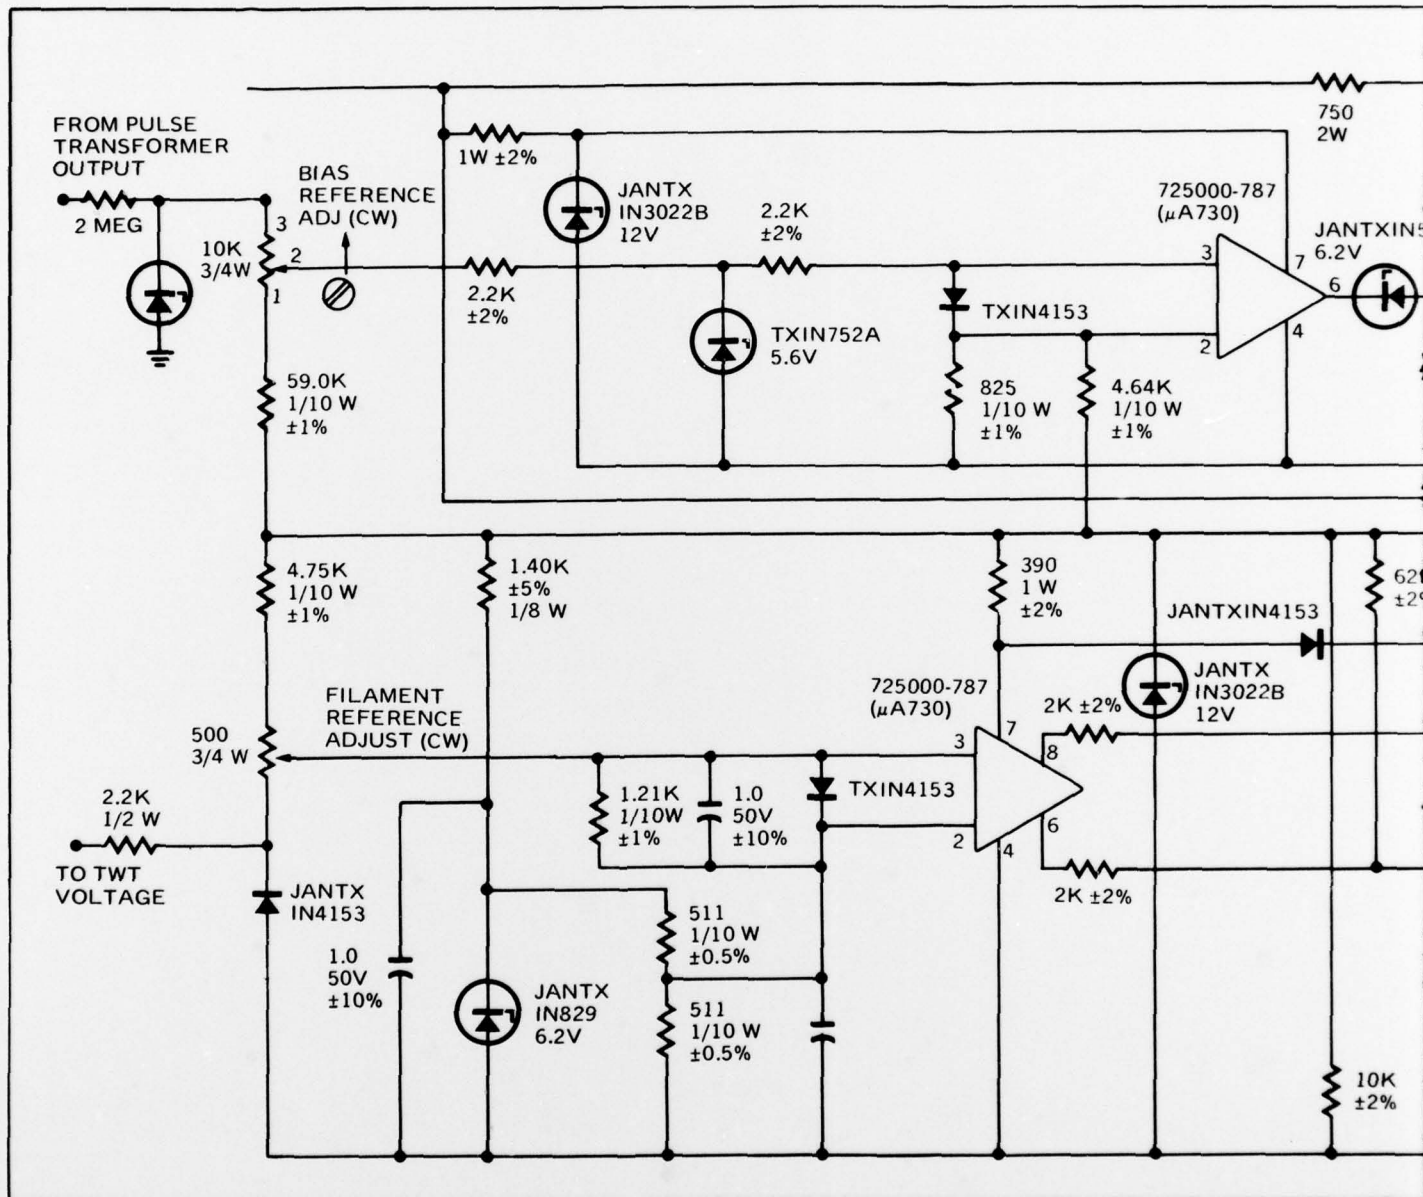 750
2W
FROM PULSE
TRANSFORMER
OUTPUT
2 MEG
BIAS
REFERENCE
ADJ (CW)
1W ±2%
JANTX
IN3022B
12V
2.2K
±2%
725000-787
(μA730)
JANTXIN5
6.2V
3
10K
3/4W
2
1
2.2K
±2%
3
7
6
2
4
TXIN4153
TXIN752A
5.6V
59.0K
1/10 W
±1%
825
1/10 W
±1%
4.64K
1/10 W
±1%
4.75K
1/10 W
±1%
1.40K
±5%
1/8 W
390
1 W
±2%
62
±2%
JANTXIN4153
JANTX
IN3022B
12V
725000-787
(μA730)
2K ±2%
FILAMENT
REFERENCE
ADJUST (CW)
500
3/4 W
3
7
8
2
4
6
TXIN4153
1.21K
1/10W
±1%
1.0
50V
±10%
2K ±2%
2.2K
1/2 W
TO TWT
VOLTAGE
JANTX
IN4153
1.0
50V
±10%
JANTX
IN829
6.2V
511
1/10 W
±0.5%
511
1/10 W
±0.5%
10K
±2%